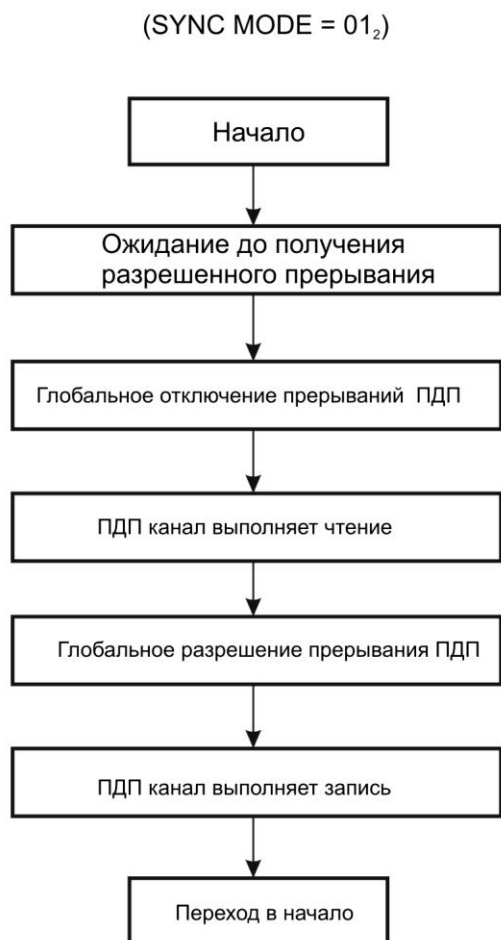 (SYNC MODE = 01₂)
Начало
Ожидание до получения
разрешенного прерывания
Глобальное отключение прерываний ПДП
ПДП канал выполняет чтение
Глобальное разрешение прерывания ПДП
ПДП канал выполняет запись
Переход в начало